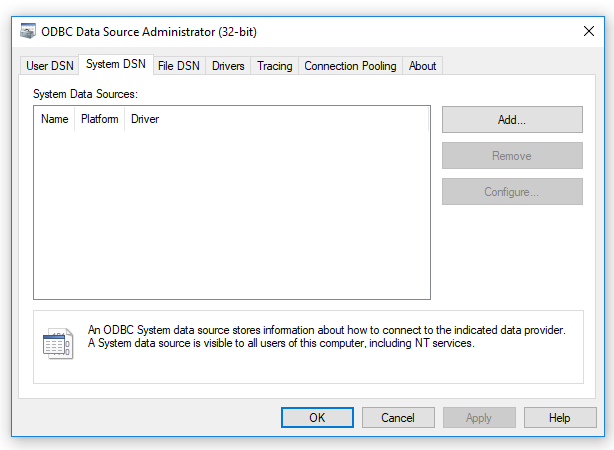 ODBC Data Source Administrator (32-bit)
User DSN System DSN File DSN Drivers Tracing Connection Pooling About
System Data Sources:
Name Platform Driver
Add...
Remove
Configure...
An ODBC System data source stores information about how to connect to the indicated data provider.
A System data source is visible to all users of this computer, including NT services.
OK Cancel Apply Help